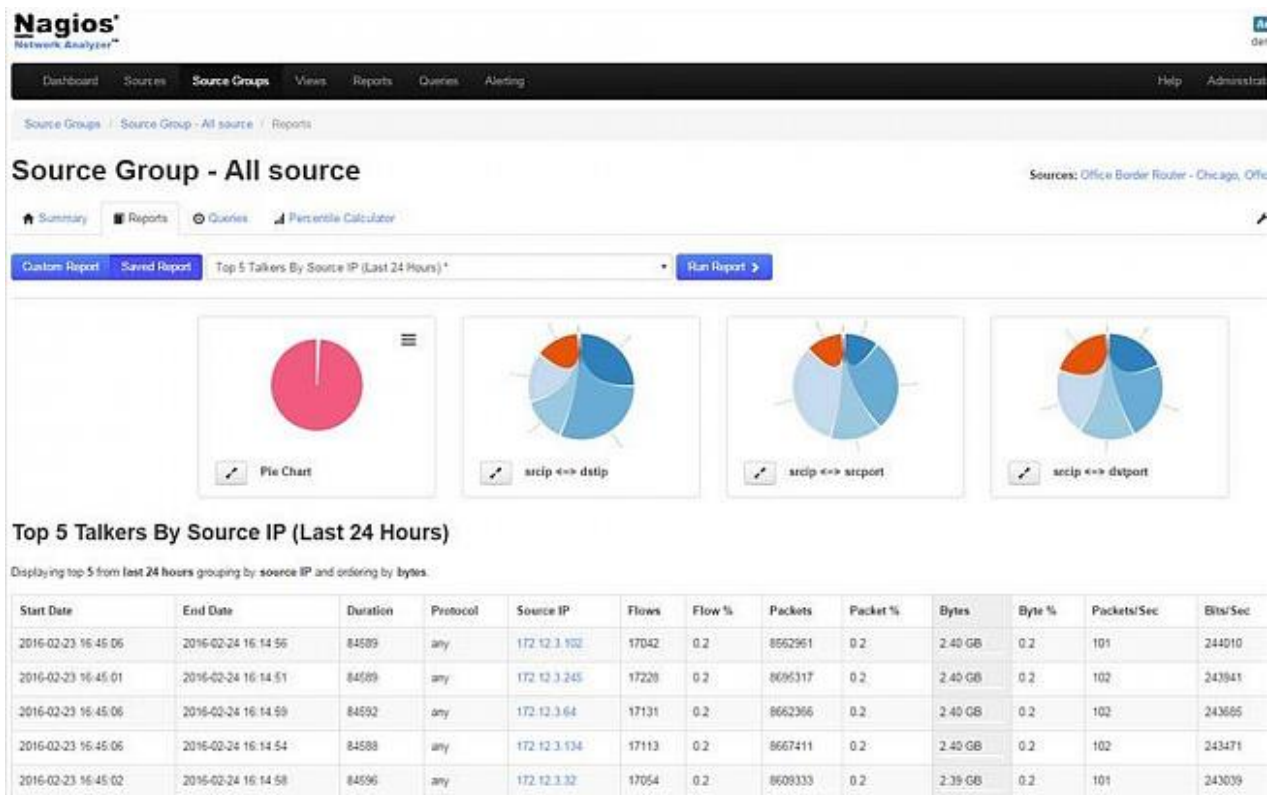 Nagios
Network Analyzer™
Dashboard Sources Source Groups Views Reports Queries Alerting Help
Source Groups / Source Group - All source / Reports
Source Group - All source
Sources: Office Border Router - Chicago,
Summary Reports Queries Percentile Calculator
Custom Report Saved Report Top 5 Talkers By Source IP (Last 24 Hours) * Run Report
Pie Chart srcip <=> dstip srcip <=> srcport srcip <=> dstport
Top 5 Talkers By Source IP (Last 24 Hours)
Displaying top 5 from last 24 hours grouping by source IP and ordering by bytes.
Start Date End Date Duration Protocol Source IP Flows Flow % Packets Packet % Bytes Byte % Packets/Sec Bits/Sec
2016-02-23 16:45:06 2016-02-24 16:14:56 84589 any 172.12.3.102 17042 0.2 8562961 0.2 2.40 GB 0.2 101 244010
2016-02-23 16:45:01 2016-02-24 16:14:51 84589 any 172.12.3.245 17228 0.2 8695317 0.2 2.40 GB 0.2 102 243941
2016-02-23 16:45:06 2016-02-24 16:14:59 84592 any 172.12.3.64 17131 0.2 8662366 0.2 2.40 GB 0.2 102 243685
2016-02-23 16:45:06 2016-02-24 16:14:54 84588 any 172.12.3.134 17113 0.2 8667411 0.2 2.40 GB 0.2 102 243471
2016-02-23 16:45:02 2016-02-24 16:14:58 84596 any 172.12.3.32 17054 0.2 8609333 0.2 2.39 GB 0.2 101 243039